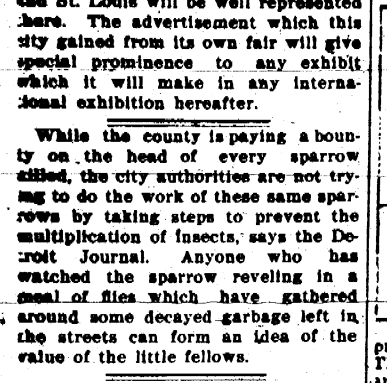 and St. Louis will be well represented
there. The advertisement which this
city gained from its own fair will give
special prominence to any exhibit
which it will make in any interna-
tional exhibition hereafter.
While the county is paying a boun-
ty on the head of every sparrow
killed, the city authorities are not try-
ing to do the work of these same spar-
rows by taking steps to prevent the
multiplication of insects, says the De-
troit Journal. Anyone who has
watched the sparrow reveling in a
meal of flies which have gathered
around some decayed garbage left in
the streets can form an idea of the
value of the little fellows.